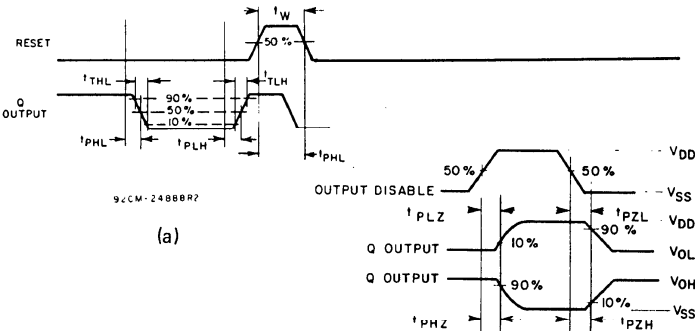 tW
RESET
50%
tTHL
tTLH
Q OUTPUT
90%
50%
10%
tPHL
tPLH
tPHL
92CM-24888R2
(a)
VDD
50%
50%
OUTPUT DISABLE
VSS
tPLZ
tPZL
VDD
90%
Q OUTPUT
10%
VOL
Q OUTPUT
VOH
90%
10%
VSS
tPHZ
tPZH